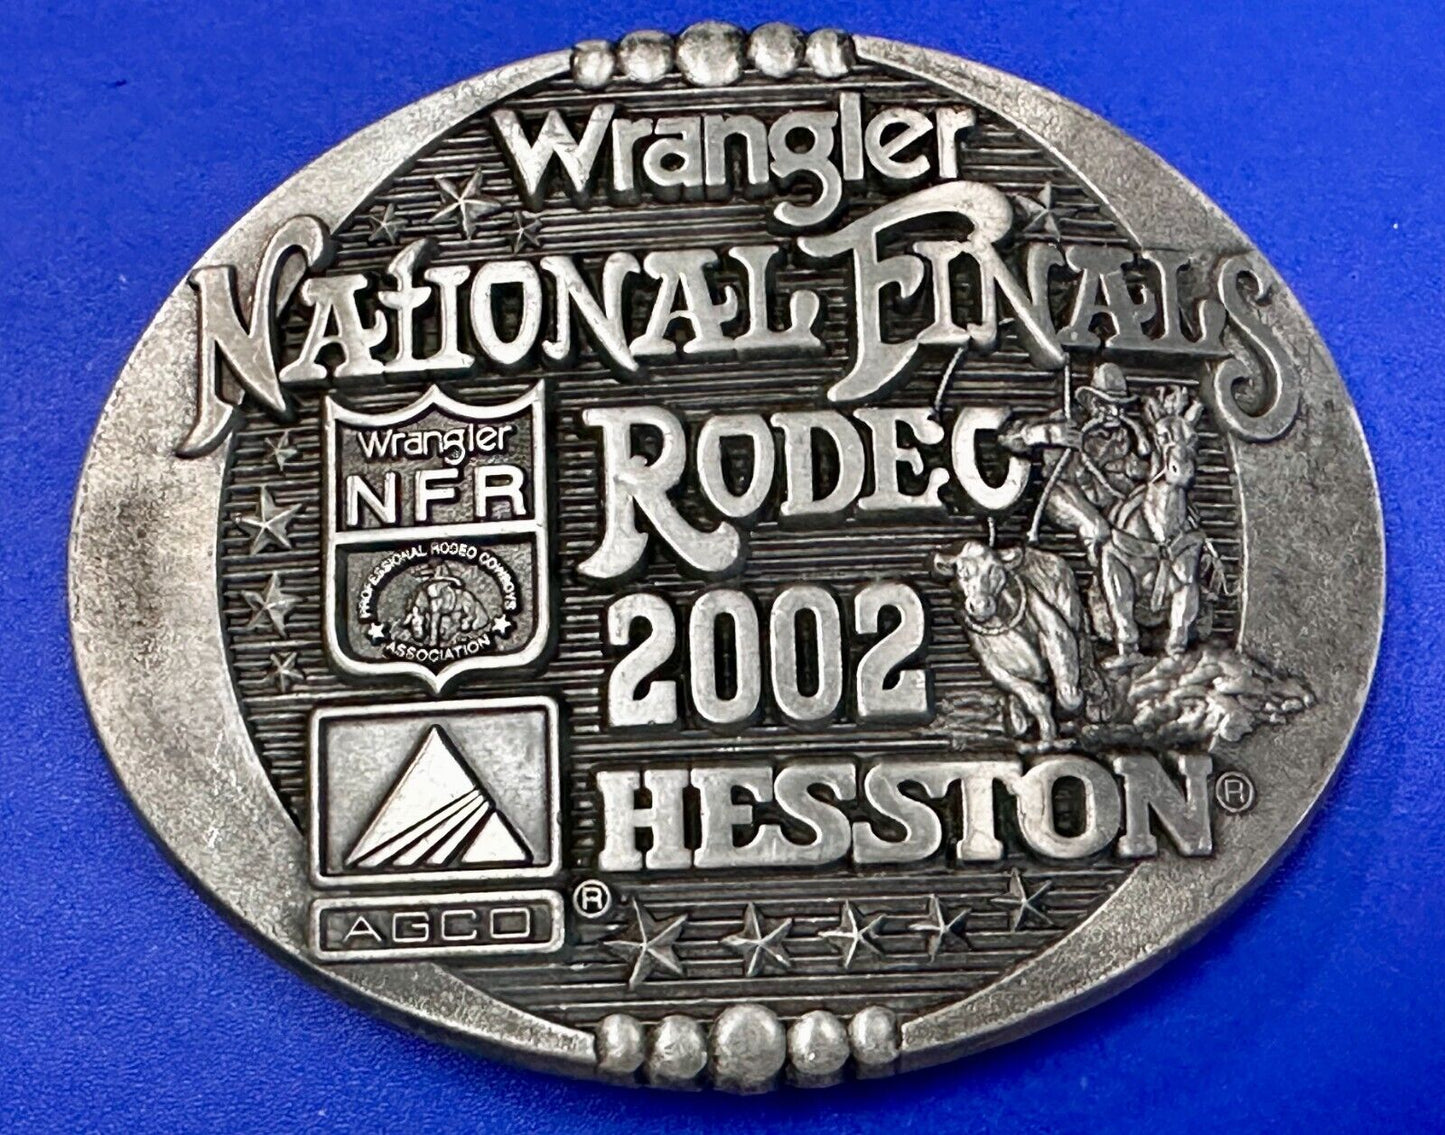 Wrangler
NATIONAL FINALS
RODEO
2002
HESSTON®
Wrangler
NFR
PROFESSIONAL RODEO COWBOYS
ASSOCIATION
AGCO®